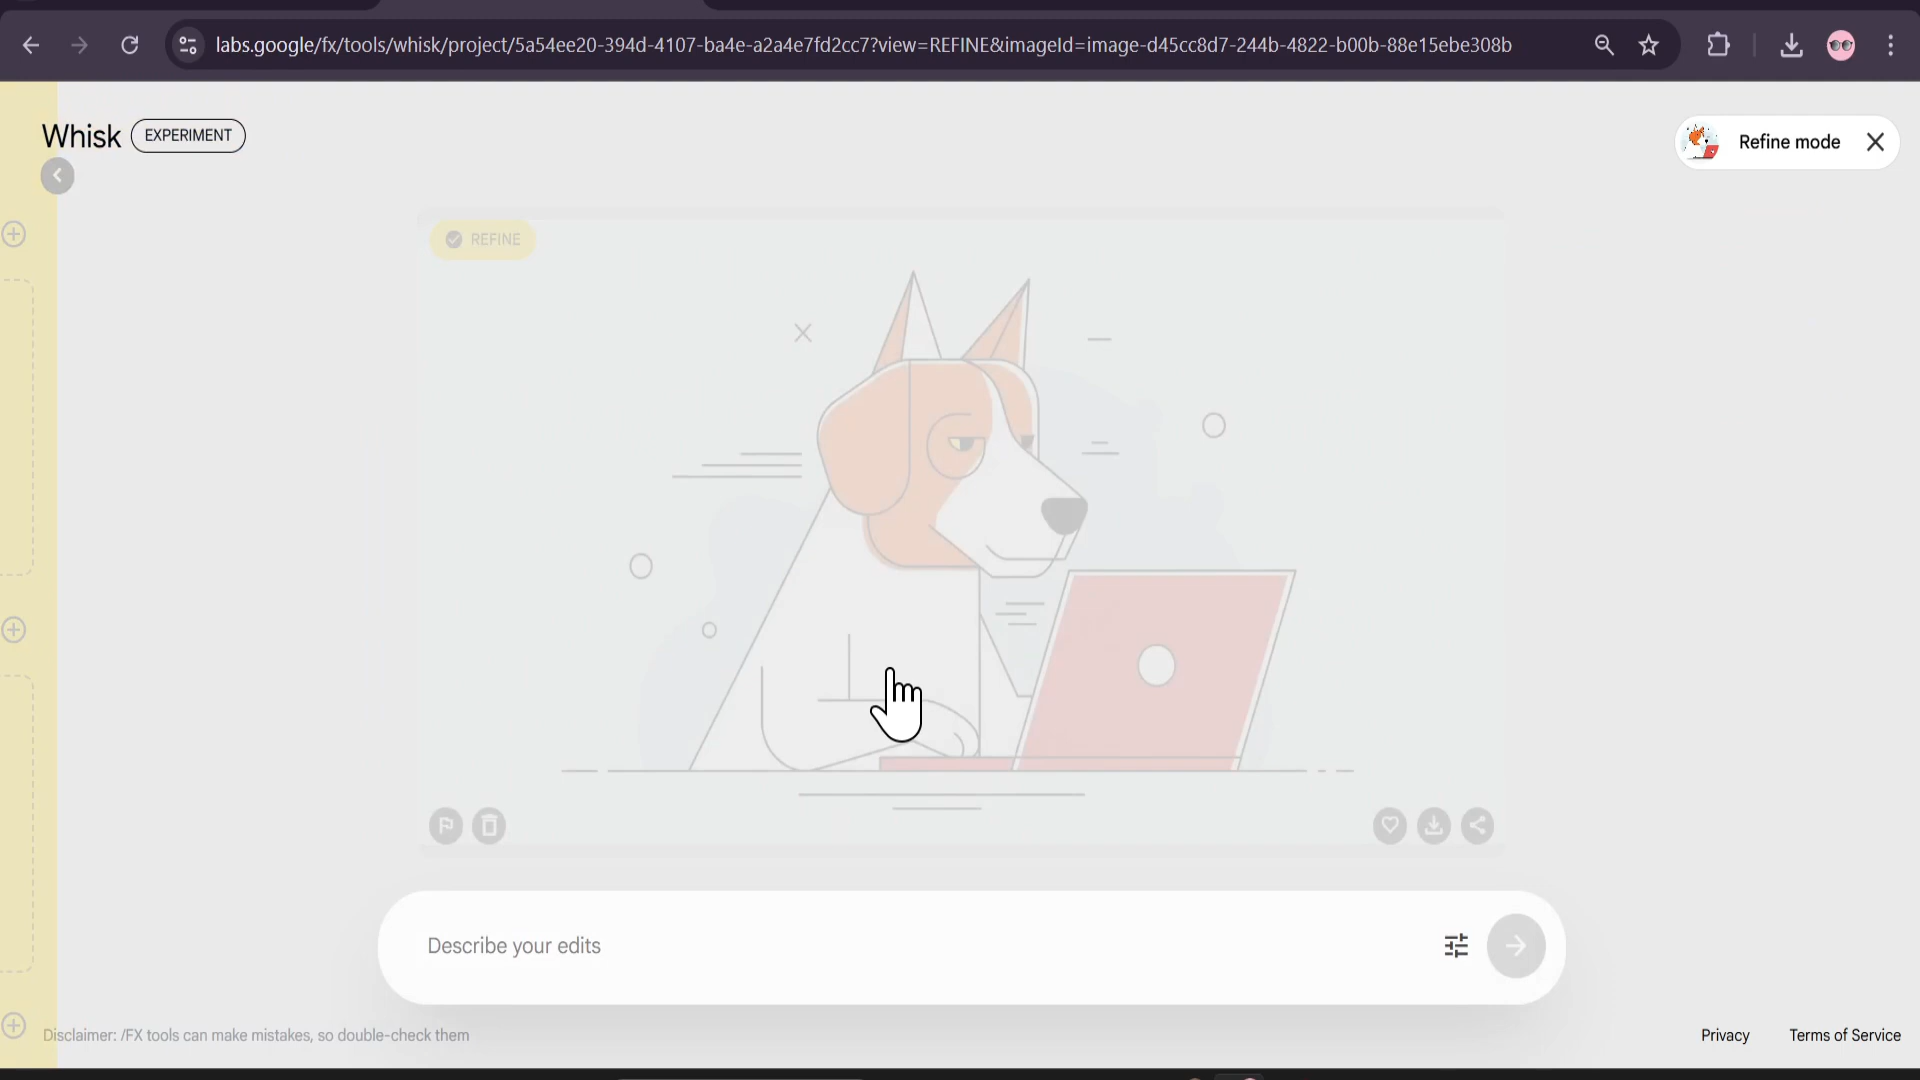 labs.google/fx/tools/whisk/project/5a54ee20-394d-4107-ba4e-a2a4e7fd2cc7?view=REFINE&imageId=image-d45cc8d7-244b-4822-b00b-88e15ebe308b
Whisk EXPERIMENT
Refine mode
REFINE
Describe your edits
Disclaimer: /FX tools can make mistakes, so double-check them
Privacy Terms of Service